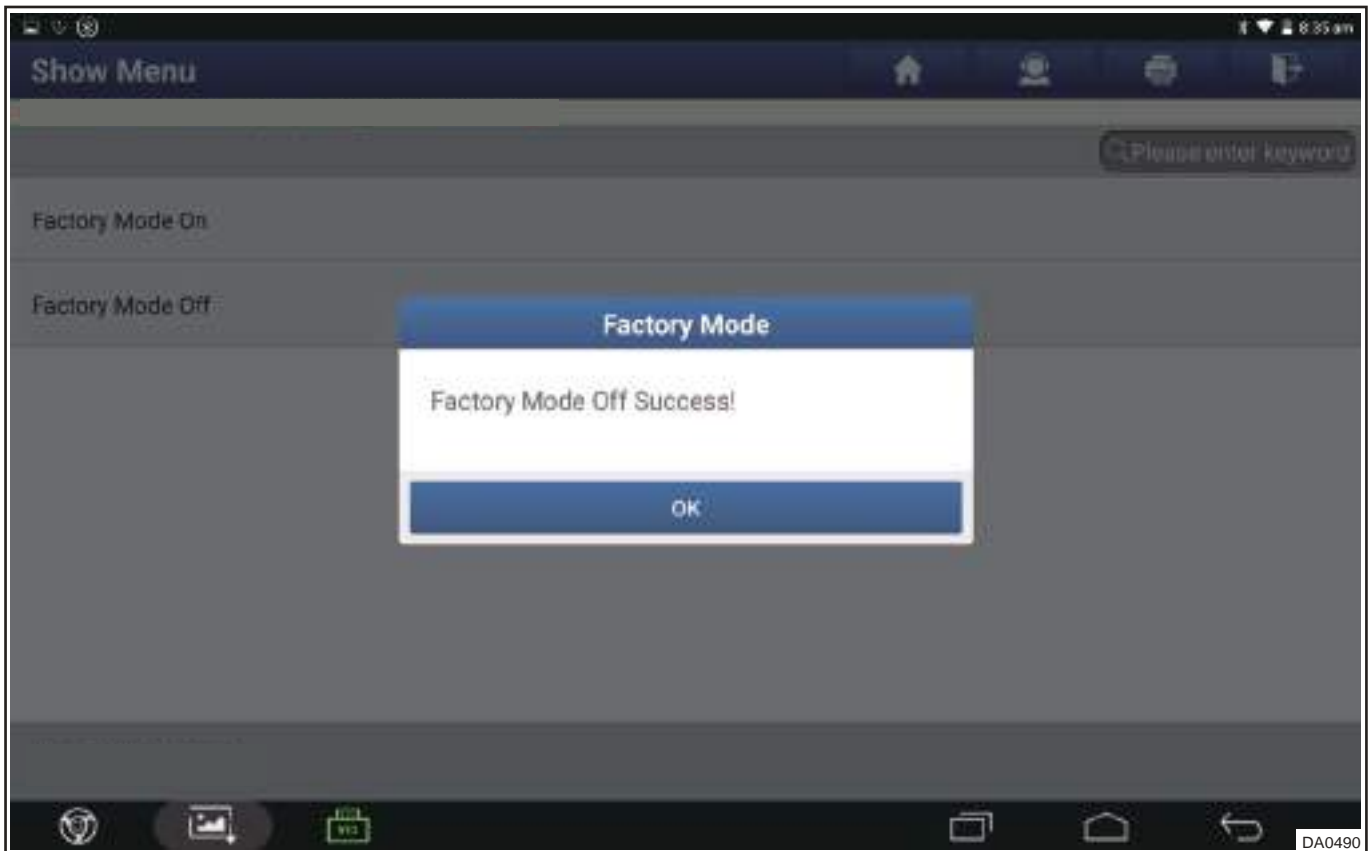 8:35 am
Show Menu
Please enter keyword
Factory Mode On
Factory Mode Off
Factory Mode
Factory Mode Off Success!
OK
DA0490